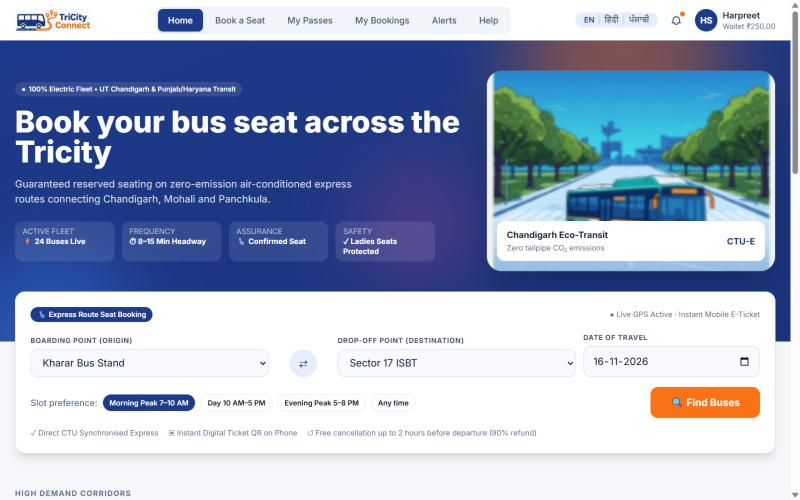 TriCity
Connect
Home
Book a Seat
My Passes
My Bookings
Alerts
Help
EN | हिंदी | ਪੰਜਾਬੀ
HS
Harpreet
Wallet ₹250.00
• 100% Electric Fleet • UT Chandigarh & Punjab/Haryana Transit
Book your bus seat across the
Tricity
Guaranteed reserved seating on zero-emission air-conditioned express
routes connecting Chandigarh, Mohali and Panchkula.
ACTIVE FLEET
24 Buses Live
FREQUENCY
⏱ 8–15 Min Headway
ASSURANCE
💺 Confirmed Seat
SAFETY
✓ Ladies Seats
Protected
Chandigarh Eco-Transit
Zero tailpipe CO₂ emissions
CTU-E
💺 Express Route Seat Booking
● Live GPS Active · Instant Mobile E-Ticket
BOARDING POINT (ORIGIN)
Kharar Bus Stand
⇄
DROP-OFF POINT (DESTINATION)
Sector 17 ISBT
DATE OF TRAVEL
16-11-2026
Slot preference:
Morning Peak 7–10 AM
Day 10 AM–5 PM
Evening Peak 5–8 PM
Any time
🔍 Find Buses
✓ Direct CTU Synchronised Express
▣ Instant Digital Ticket QR on Phone
↺ Free cancellation up to 2 hours before departure (90% refund)
HIGH DEMAND CORRIDORS